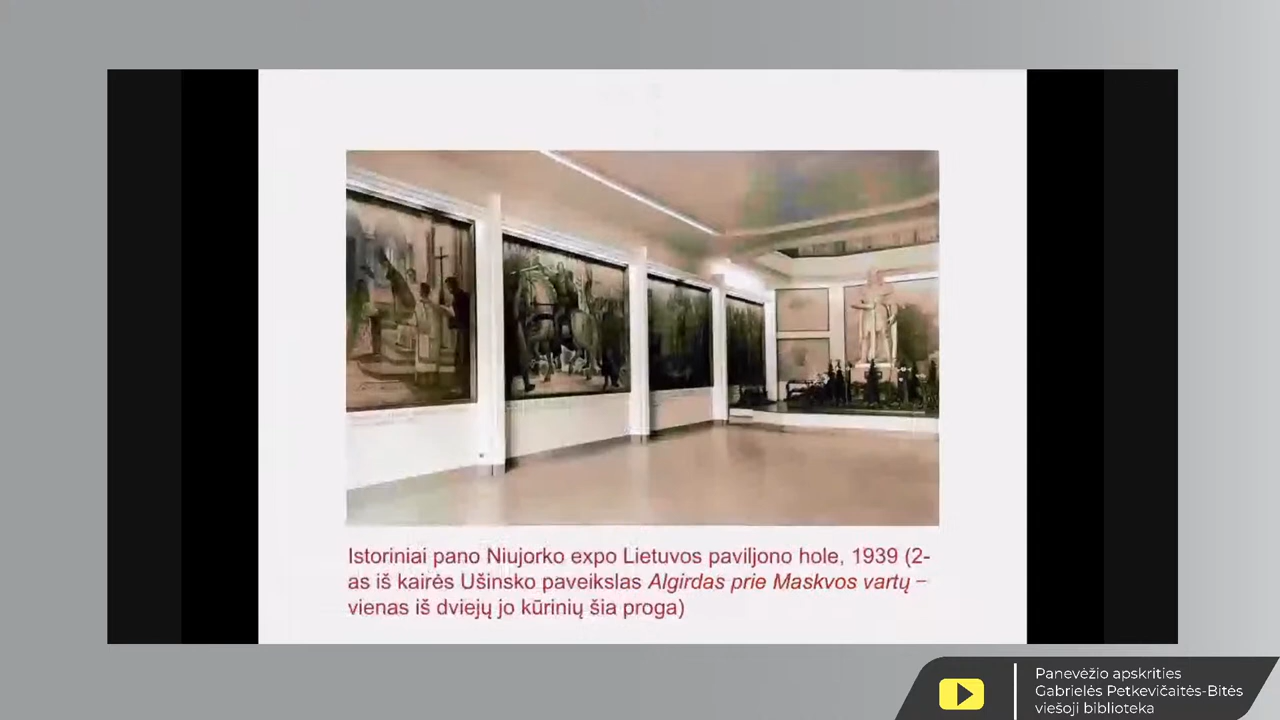 Istoriniai pano Niujorko expo Lietuvos paviljono hole, 1939 (2-
as iš kairės Ušinsko paveikslas Algirdas prie Maskvos vartų –
vienas iš dviejų jo kūrinių šia proga)
Panevėžio apskrities
Gabrielės Petkevičaitės-Bitės
viešoji biblioteka